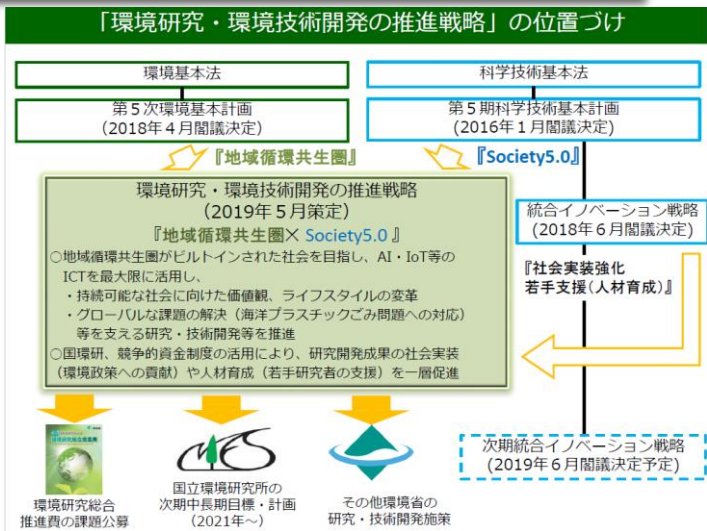 「環境研究・環境技術開発の推進戦略」の位置づけ
環境基本法
第５次環境基本計画
(2018年４月閣議決定)
科学技術基本法
第５期科学技術基本計画
(2016年１月閣議決定)
『地域循環共生圏』
『Society5.0』
環境研究・環境技術開発の推進戦略
(2019年５月策定)
『地域循環共生圏× Society5.0 』
○地域循環共生圏がビルトインされた社会を目指し、AI・IoT等の
ICTを最大限に活用し、
・持続可能な社会に向けた価値観、ライフスタイルの変革
・グローバルな課題の解決（海洋プラスチックごみ問題への対応）
等を支える研究・技術開発等を推進
○国環研、競争的資金制度の活用により、研究開発成果の社会実装
（環境政策への貢献）や人材育成（若手研究者の支援）を一層促進
統合イノベーション戦略
(2018年６月閣議決定)
『社会実装強化
若手支援(人材育成)』
次期統合イノベーション戦略
(2019年６月閣議決定予定)
環境研究総合
推進費の課題公募
国立環境研究所の
次期中長期目標・計画
(2021年～)
その他環境省の
研究・技術開発施策